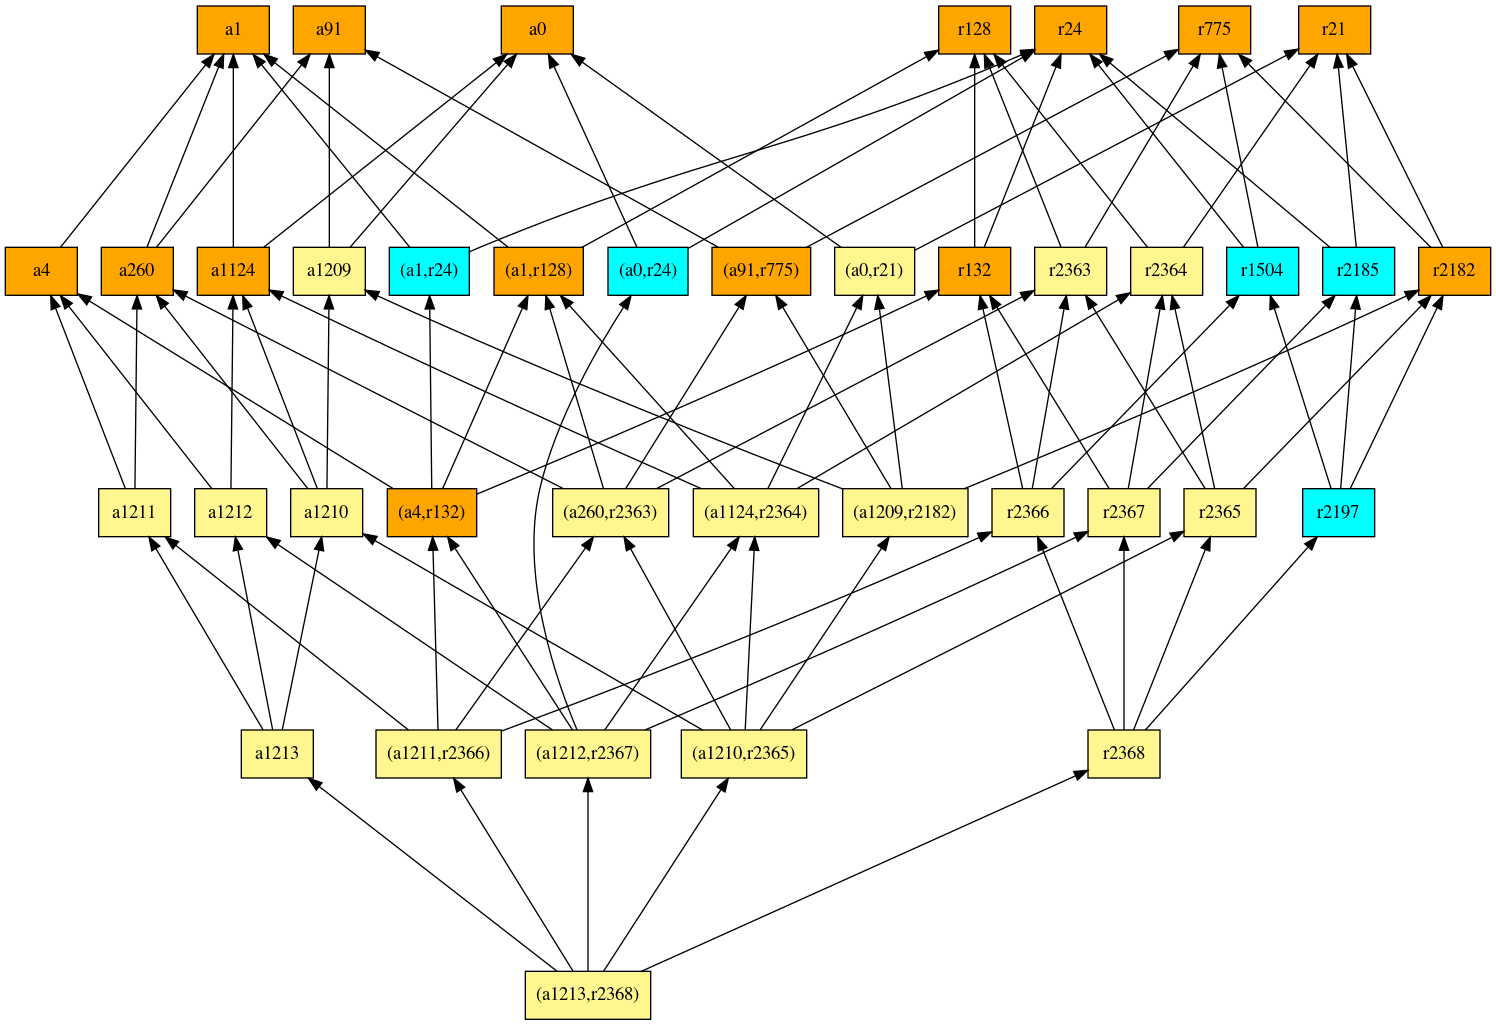 a1
a91
a0
r128
r24
r775
r21
a4
a260
a1124
a1209
(a1,r24)
(a1,r128)
(a0,r24)
(a91,r775)
(a0,r21)
r132
r2363
r2364
r1504
r2185
r2182
a1211
a1212
a1210
(a4,r132)
(a260,r2363)
(a1124,r2364)
(a1209,r2182)
r2366
r2367
r2365
r2197
a1213
(a1211,r2366)
(a1212,r2367)
(a1210,r2365)
r2368
(a1213,r2368)